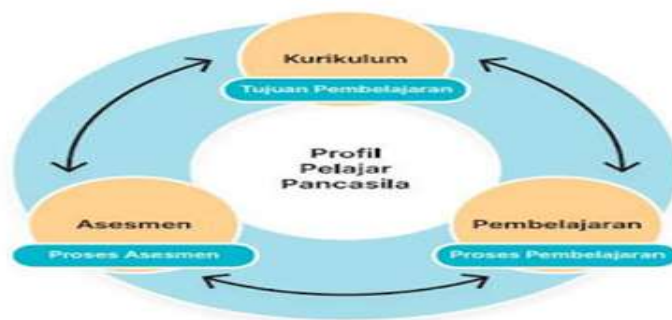 Kurikulum
Tujuan Pembelajaran
Profil
Pelajar
Pancasila
Asesmen
Proses Asesmen
Pembelajaran
Proses Pembelajaran